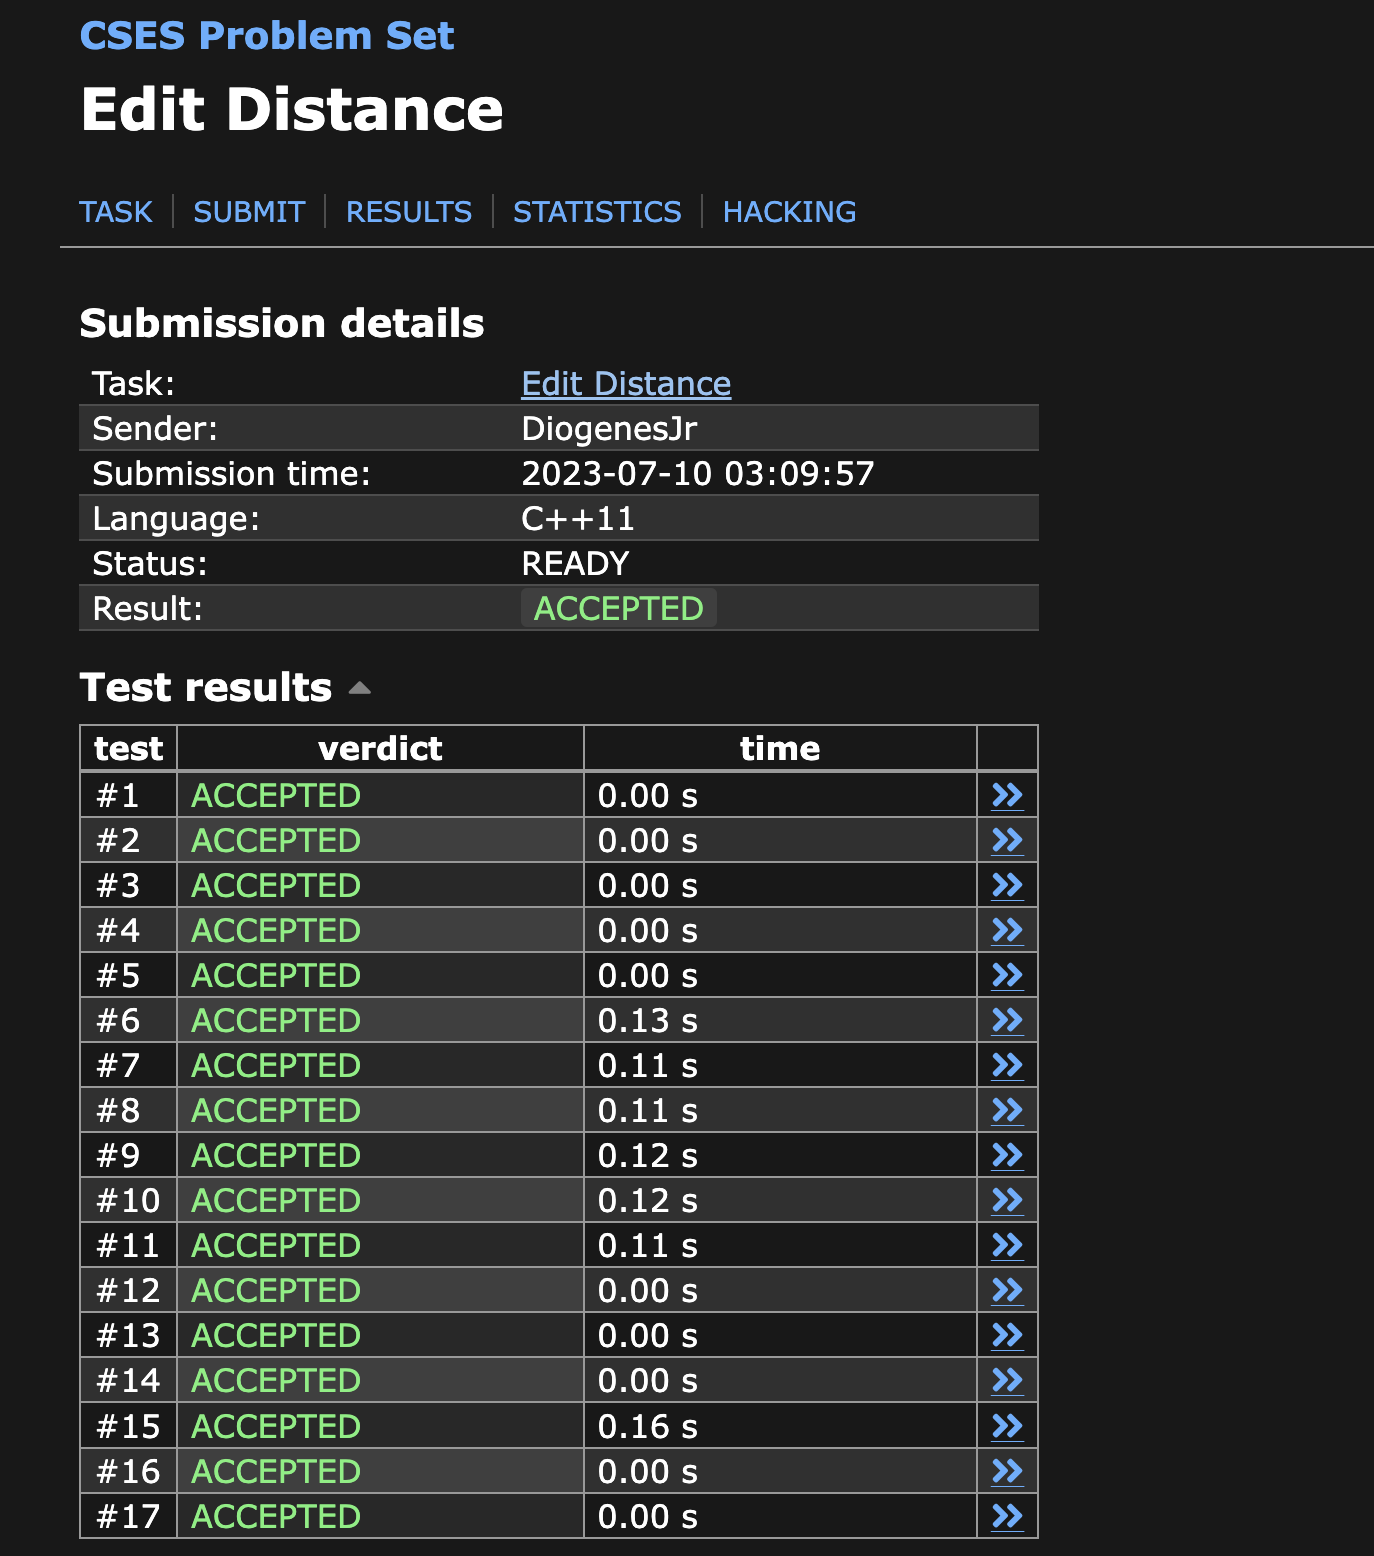 CSES Problem Set
Edit Distance
TASK SUBMIT RESULTS STATISTICS HACKING
Submission details
Task: Edit Distance
Sender: DiogenesJr
Submission time: 2023-07-10 03:09:57
Language: C++11
Status: READY
Result: ACCEPTED
Test results
test verdict time
#1 ACCEPTED 0.00 s »
#2 ACCEPTED 0.00 s »
#3 ACCEPTED 0.00 s »
#4 ACCEPTED 0.00 s »
#5 ACCEPTED 0.00 s »
#6 ACCEPTED 0.13 s »
#7 ACCEPTED 0.11 s »
#8 ACCEPTED 0.11 s »
#9 ACCEPTED 0.12 s »
#10 ACCEPTED 0.12 s »
#11 ACCEPTED 0.11 s »
#12 ACCEPTED 0.00 s »
#13 ACCEPTED 0.00 s »
#14 ACCEPTED 0.00 s »
#15 ACCEPTED 0.16 s »
#16 ACCEPTED 0.00 s »
#17 ACCEPTED 0.00 s »